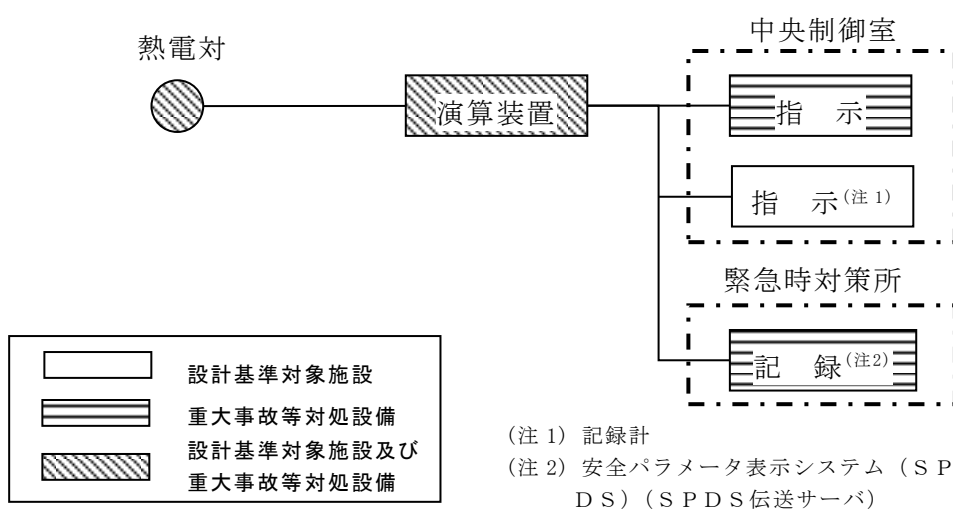 中央制御室
熱電対
演算装置
指　示
指　示(注1)
緊急時対策所
記　録(注2)
設計基準対象施設
重大事故等対処設備
設計基準対象施設及び
重大事故等対処設備
(注1) 記録計
(注2) 安全パラメータ表示システム（ＳＰ
ＤＳ）（ＳＰＤＳ伝送サーバ）